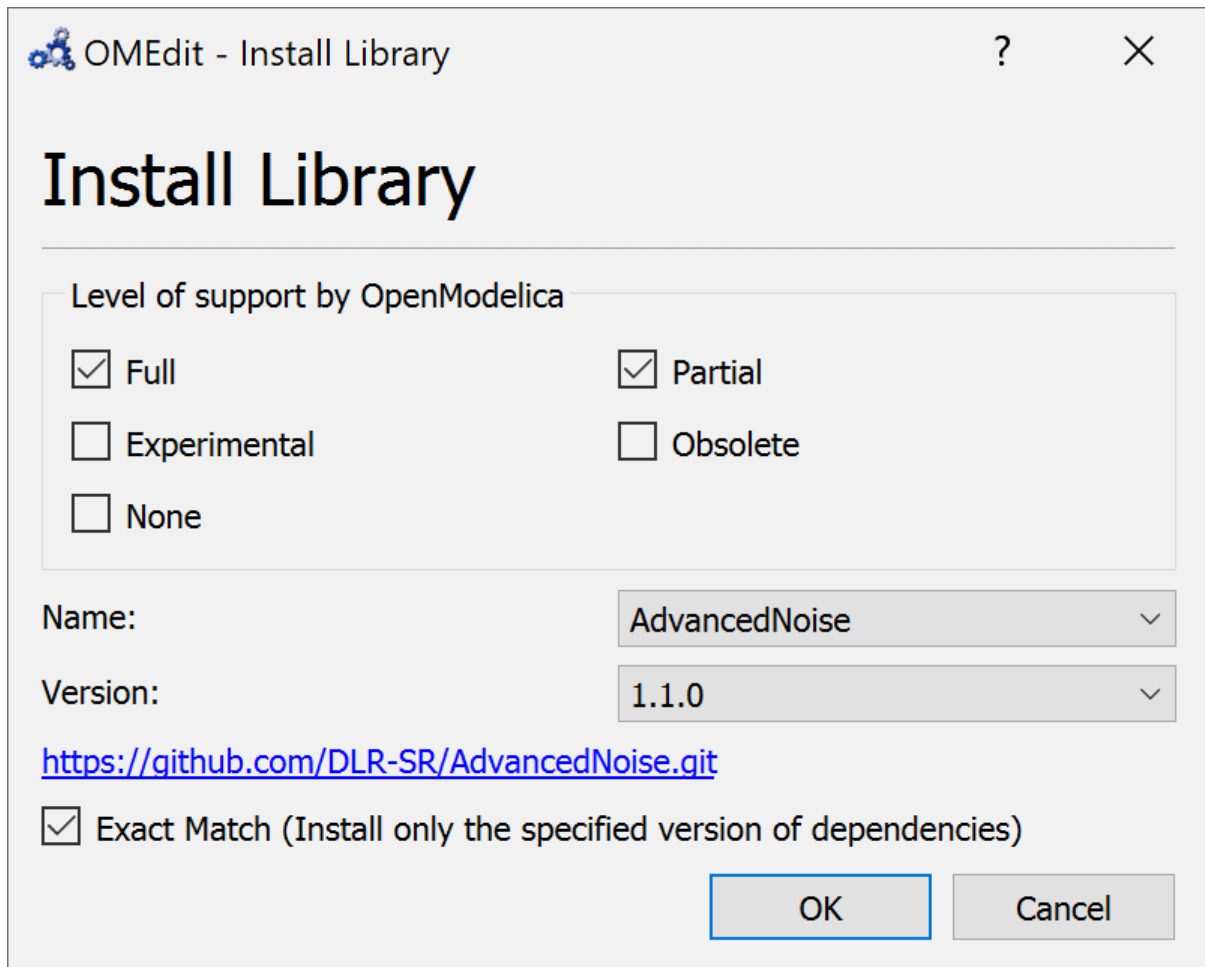 OMEdit - Install Library ?
Install Library
Level of support by OpenModelica
Full Partial
Experimental Obsolete
None
Name: AdvancedNoise
Version: 1.1.0
https://github.com/DLR-SR/AdvancedNoise.git
Exact Match (Install only the specified version of dependencies)
OK Cancel